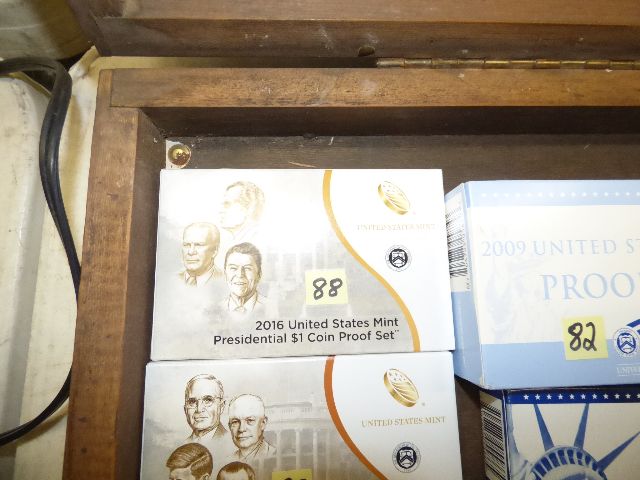 UNITED STATES MINT
88
2016 United States Mint
Presidential $1 Coin Proof Set™
2009 UNITED
PROO
82
UNITED STATES MINT